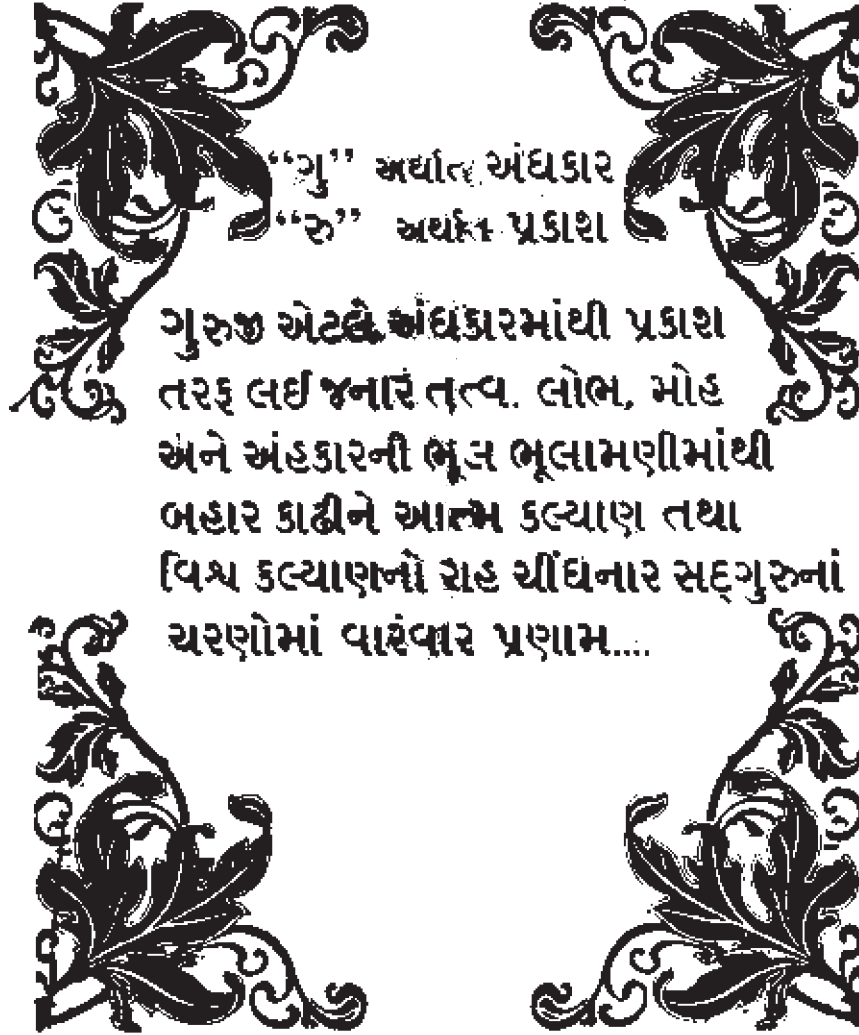 “ગુ” અર્થાત્ અંધકાર
“રુ” અર્થાત પ્રકાશ
ગુરુજી એટલે અંધકારમાંથી પ્રકાશ
તરફ લઈ જનારં તત્વ. લોભ, મોહ
અને અંહકારની ભૂલ ભૂલામણીમાંથી
બહાર કાઢીને આત્મ કલ્યાણ તથા
વિશ્વ કલ્યાણનો રાહ ચીંધનાર સદ્ગુરુનાં
ચરણોમાં વારંવાર પ્રણામ....